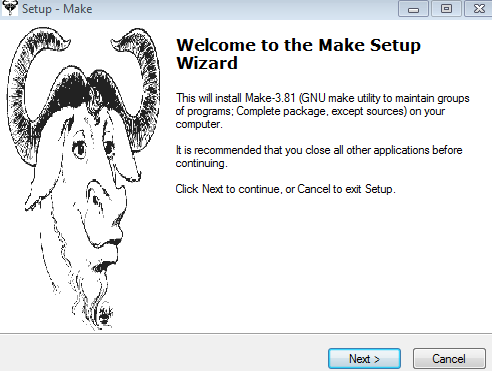 Setup - Make
Welcome to the Make Setup
Wizard
This will install Make-3.81 (GNU make utility to maintain groups
of programs; Complete package, except sources) on your
computer.
It is recommended that you close all other applications before
continuing.
Click Next to continue, or Cancel to exit Setup.
Next >
Cancel